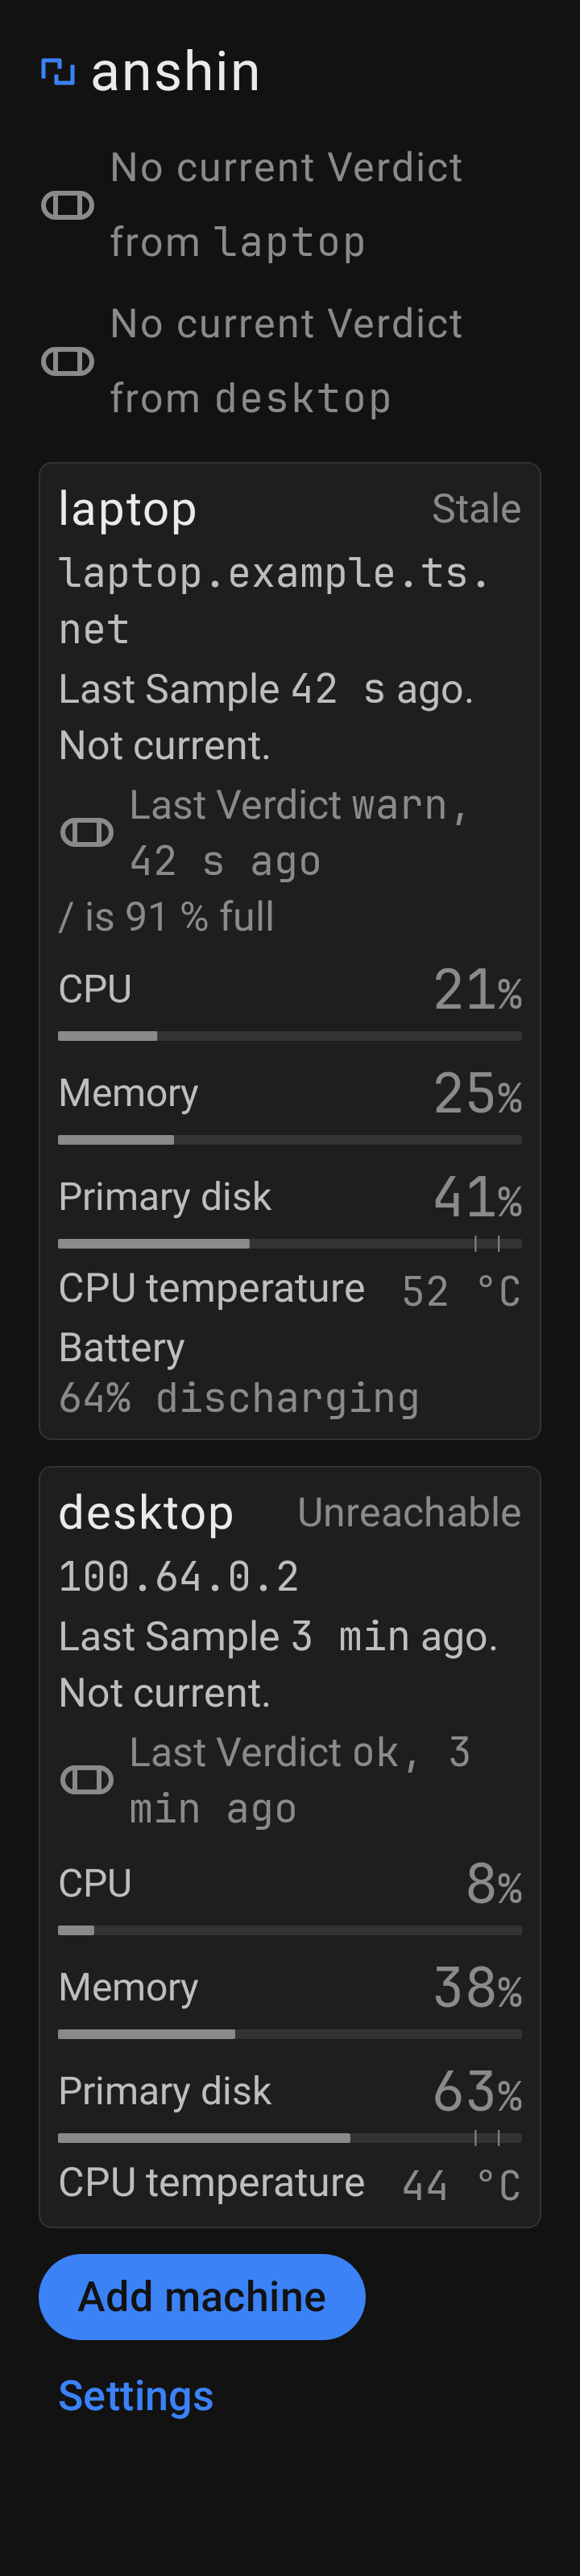 anshin
No current Verdict
from laptop
No current Verdict
from desktop
laptop Stale
laptop.example.ts.
net
Last Sample 42 s ago.
Not current.
Last Verdict warn,
42 s ago
/ is 91 % full
CPU 21%
Memory 25%
Primary disk 41%
CPU temperature 52 °C
Battery
64% discharging
desktop Unreachable
100.64.0.2
Last Sample 3 min ago.
Not current.
Last Verdict ok, 3
min ago
CPU 8%
Memory 38%
Primary disk 63%
CPU temperature 44 °C
Add machine
Settings